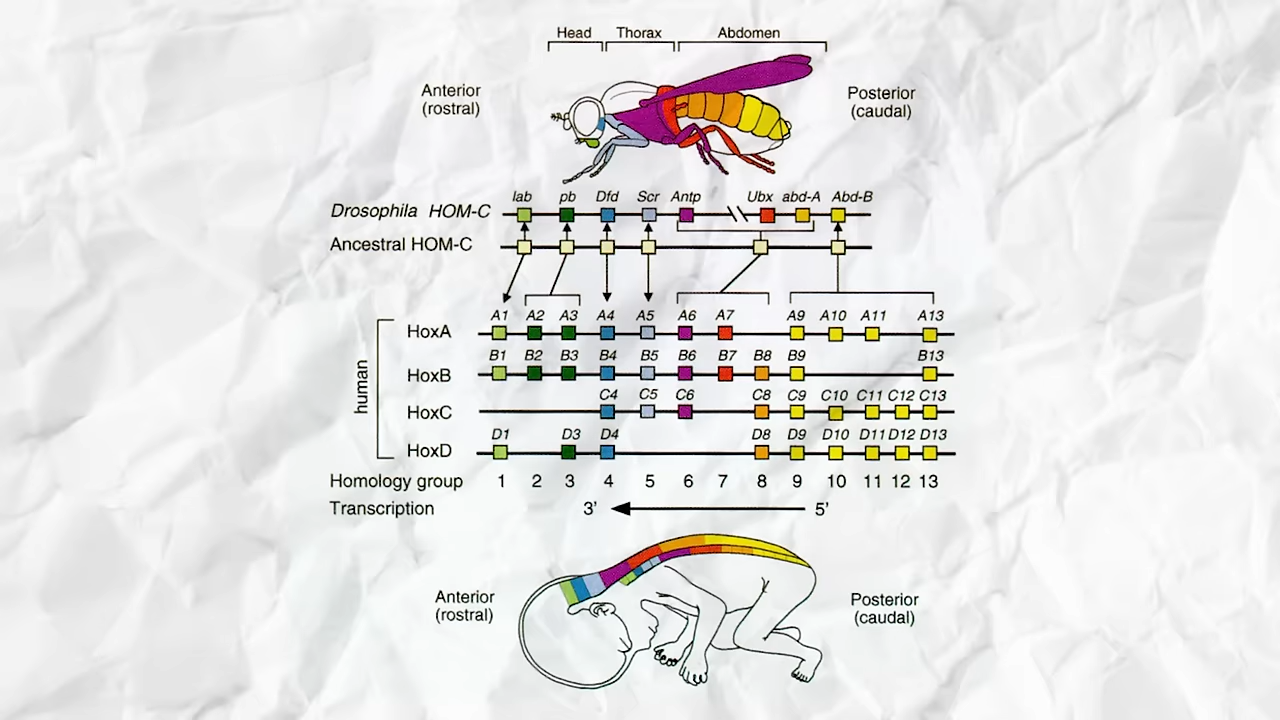 Head Thorax Abdomen
Anterior
(rostral)
Posterior
(caudal)
lab pb Dfd Scr Antp Ubx abd-A Abd-B
Drosophila HOM-C
Ancestral HOM-C
A1 A2 A3 A4 A5 A6 A7 A9 A10 A11 A13
HoxA
B1 B2 B3 B4 B5 B6 B7 B8 B9 B13
HoxB
C4 C5 C6 C8 C9 C10 C11 C12 C13
HoxC
D1 D3 D4 D8 D9 D10 D11 D12 D13
HoxD
human
Homology group 1 2 3 4 5 6 7 8 9 10 11 12 13
Transcription 3' 5'
Anterior
(rostral)
Posterior
(caudal)